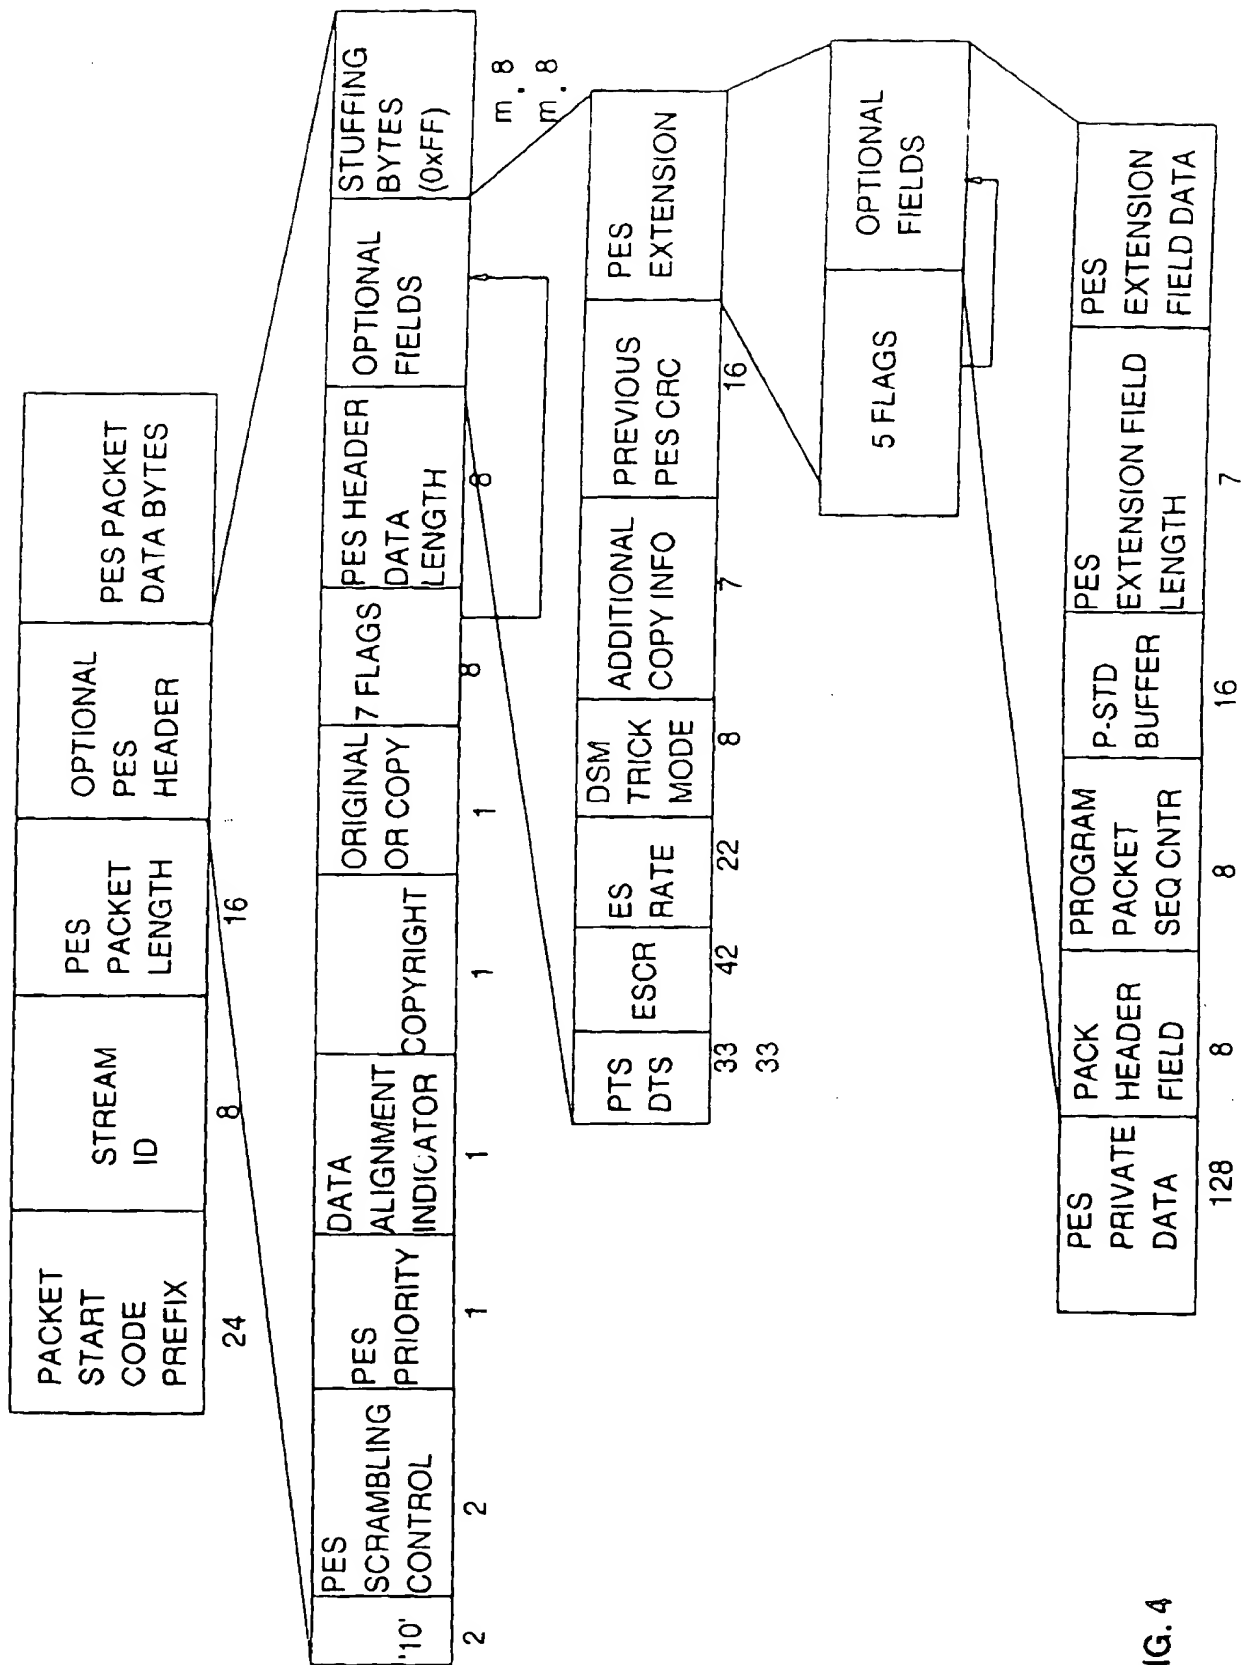 PACKET
START
CODE
PREFIX
24
STREAM
ID
8
PES
PACKET
LENGTH
16
OPTIONAL
PES
HEADER
PES PACKET
DATA BYTES
'10'
2
PES
SCRAMBLING
CONTROL
2
PES
PRIORITY
1
DATA
ALIGNMENT
INDICATOR
1
COPYRIGHT
1
ORIGINAL
OR COPY
1
7 FLAGS
8
PES HEADER
DATA
LENGTH
8
OPTIONAL
FIELDS
STUFFING
BYTES
(0xFF)
m.8
m.8
PTS
DTS
33
33
ESCR
42
ES
RATE
22
DSM
TRICK
MODE
8
ADDITIONAL
COPY INFO
7
PREVIOUS
PES CRC
16
PES
EXTENSION
5 FLAGS
OPTIONAL
FIELDS
PES
PRIVATE
DATA
128
PACK
HEADER
FIELD
8
PROGRAM
PACKET
SEQ CNTR
8
P-STD
BUFFER
16
PES
EXTENSION FIELD
LENGTH
7
PES
EXTENSION
FIELD DATA
IG. 4